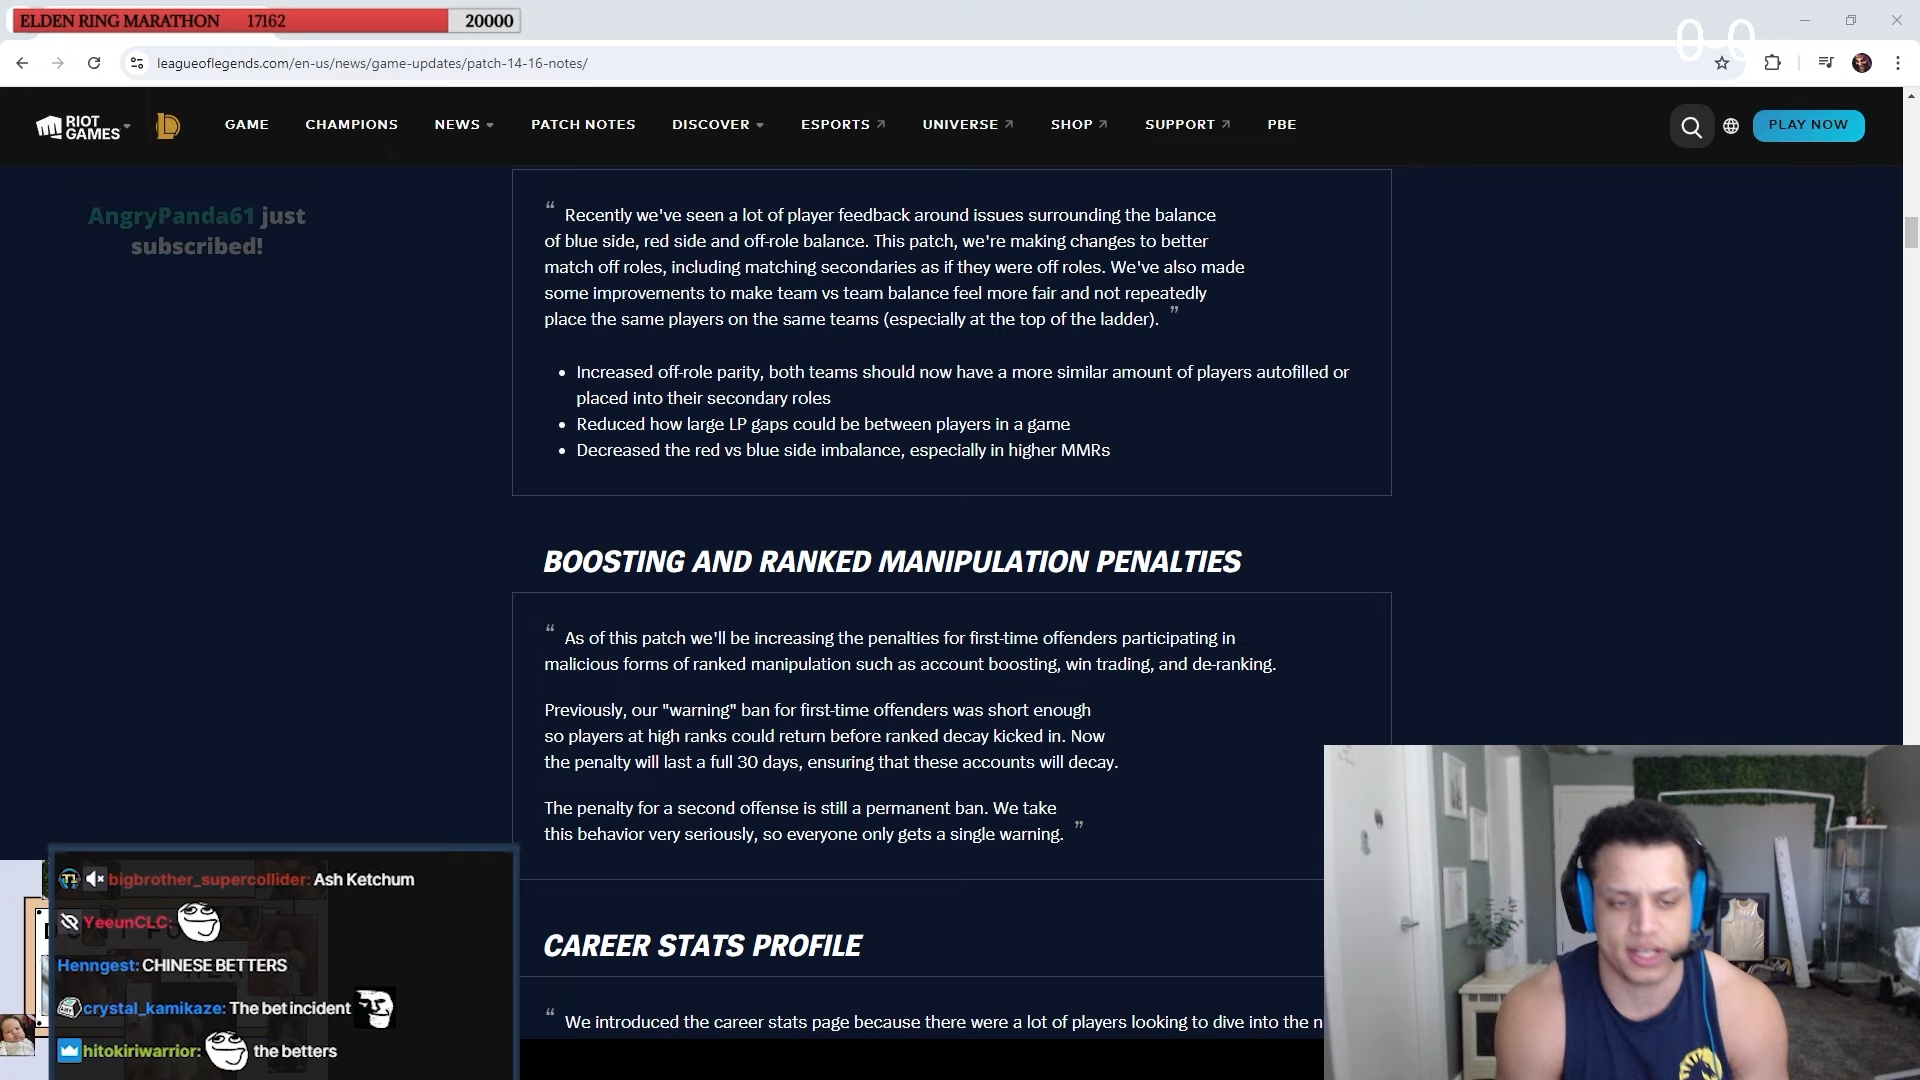 ELDEN RING MARATHON 17162 20000
0-0
leagueoflegends.com/en-us/news/game-updates/patch-14-16-notes/
RIOT GAMES
GAME CHAMPIONS NEWS PATCH NOTES DISCOVER ESPORTS UNIVERSE SHOP SUPPORT PBE PLAY NOW
AngryPanda61 just
subscribed!
“ Recently we've seen a lot of player feedback around issues surrounding the balance
of blue side, red side and off-role balance. This patch, we're making changes to better
match off roles, including matching secondaries as if they were off roles. We've also made
some improvements to make team vs team balance feel more fair and not repeatedly
place the same players on the same teams (especially at the top of the ladder). ”
• Increased off-role parity, both teams should now have a more similar amount of players autofilled or
placed into their secondary roles
• Reduced how large LP gaps could be between players in a game
• Decreased the red vs blue side imbalance, especially in higher MMRs
BOOSTING AND RANKED MANIPULATION PENALTIES
“ As of this patch we'll be increasing the penalties for first-time offenders participating in
malicious forms of ranked manipulation such as account boosting, win trading, and de-ranking.
Previously, our "warning" ban for first-time offenders was short enough
so players at high ranks could return before ranked decay kicked in. Now
the penalty will last a full 30 days, ensuring that these accounts will decay.
The penalty for a second offense is still a permanent ban. We take
this behavior very seriously, so everyone only gets a single warning. ”
CAREER STATS PROFILE
“ We introduced the career stats page because there were a lot of players looking to dive into the n
bigbrother_supercollider: Ash Ketchum
YeeunCLC:
Henngest: CHINESE BETTERS
crystal_kamikaze: The bet incident
hitokiriwarrior: the betters